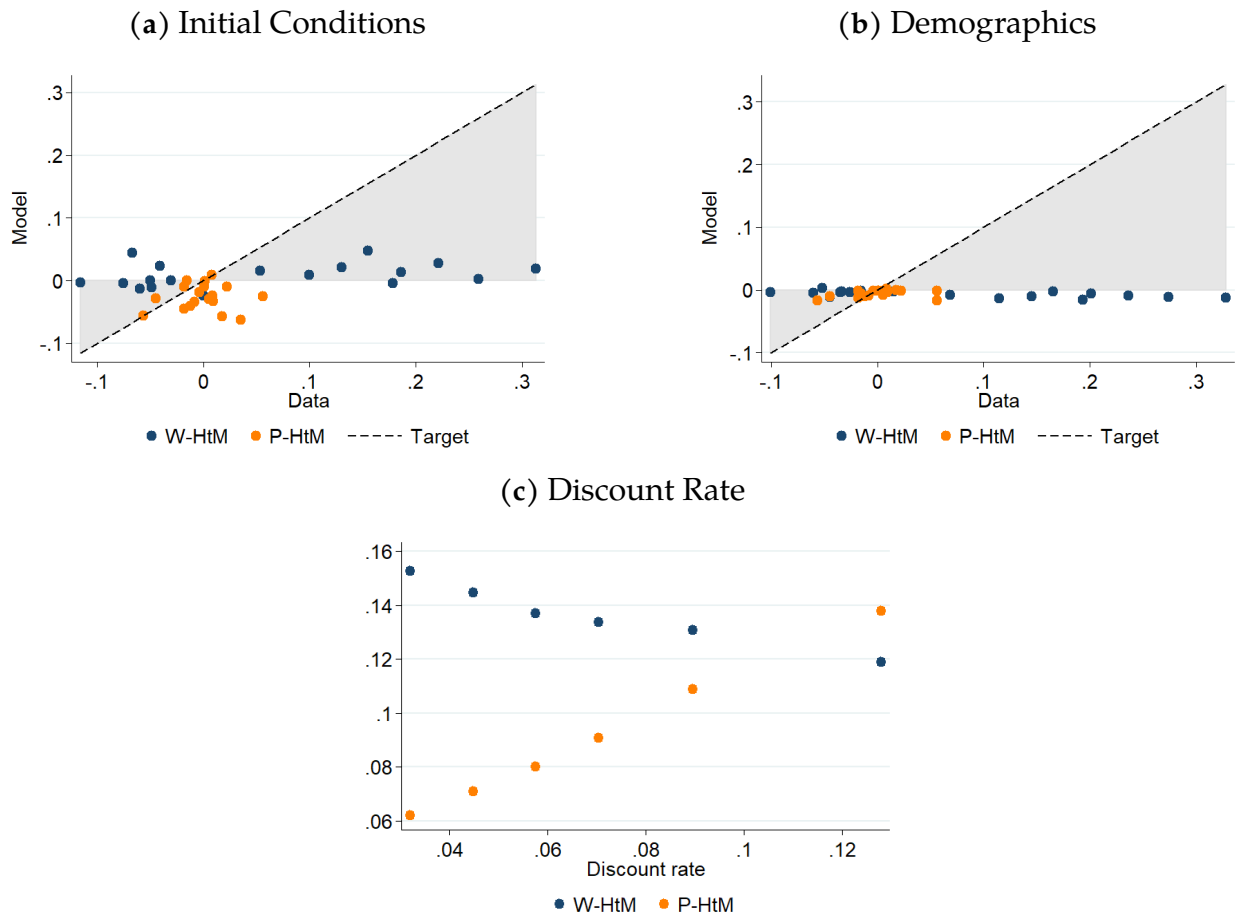 (a) Initial Conditions
.3
.2
.1
0
-.1
Model
-.1 0 .1 .2 .3
Data
W-HtM P-HtM Target
(b) Demographics
.3
.2
.1
0
-.1
Model
-.1 0 .1 .2 .3
Data
W-HtM P-HtM Target
(c) Discount Rate
.16
.14
.12
.1
.08
.06
.04 .06 .08 .1 .12
Discount rate
W-HtM P-HtM